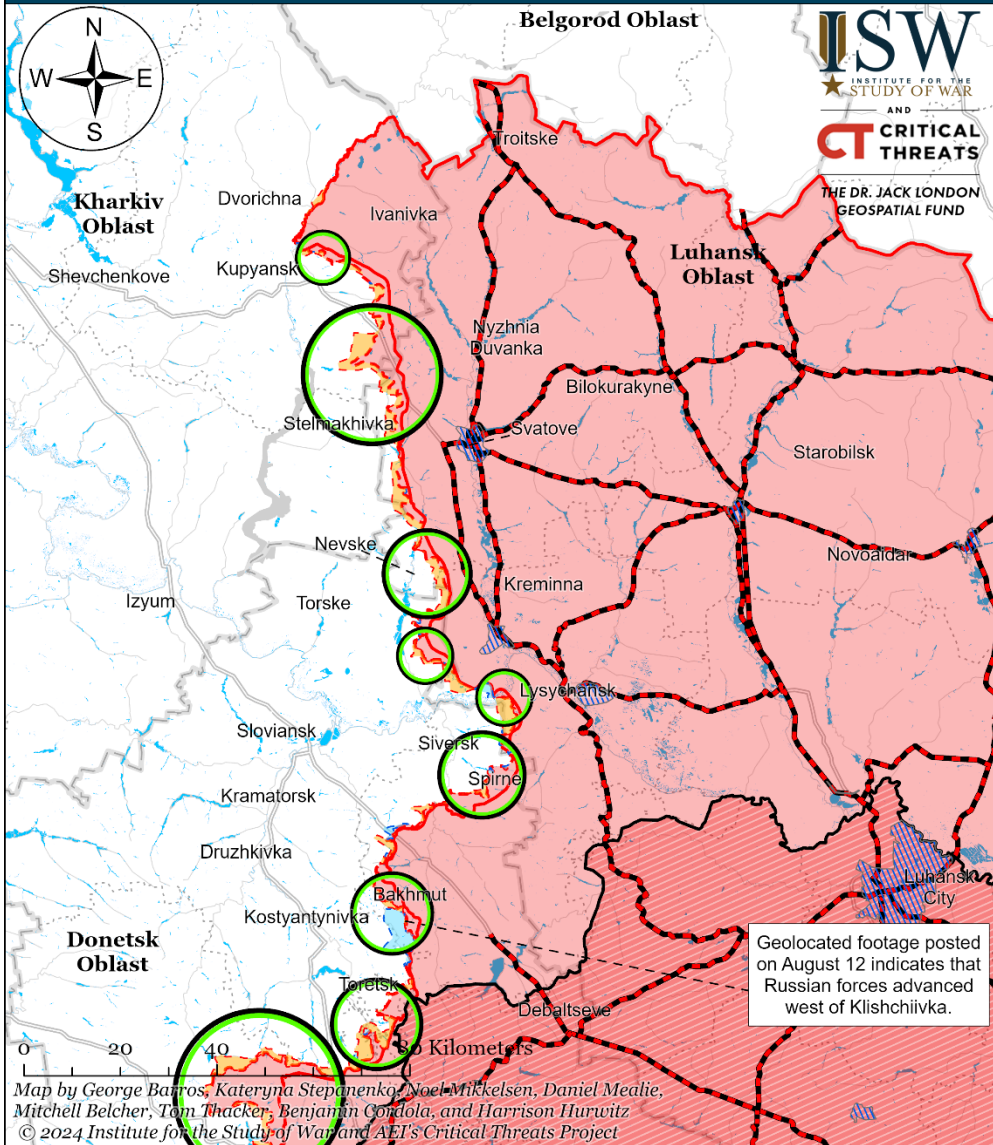 Belgorod Oblast
N
W E
S
ISW
INSTITUTE FOR THE
STUDY OF WAR
AND
CT CRITICAL
THREATS
THE DR. JACK LONDON
GEOSPATIAL FUND
Troitske
Dvorichna
Kharkiv
Oblast
Ivanivka
Luhansk
Oblast
Shevchenkove
Kupyansk
Nyzhnia
Duvanka
Bilokurakyne
Stelmakhivka
Svatove
Starobilsk
Nevske
Novoaidar
Kreminna
Izyum
Torske
Lysychansk
Sloviansk
Siversk
Spirne
Kramatorsk
Druzhkivka
Luhansk
City
Bakhmut
Kostyantynivka
Donetsk
Oblast
Geolocated footage posted
on August 12 indicates that
Russian forces advanced
west of Klishchiivka.
Toretsk
Debaltseve
0 20 40 80 Kilometers
Map by George Barros, Kateryna Stepanenko, Noel Mikkelsen, Daniel Mealie,
Mitchell Belcher, Tom Thacker, Benjamin Cordola, and Harrison Hurwitz
© 2024 Institute for the Study of War and AEI's Critical Threats Project